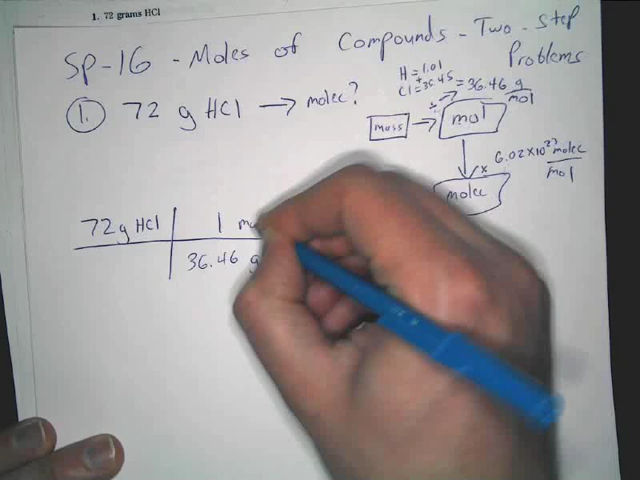 1. 72 grams HCl
SP-16 - Moles of Compounds - Two - Step
Problems
① 72 g HCl → molec?
H = 1.01
+
Cl = 35.45
÷ = 36.46 g/mol
mass → mol
x 6.02×10²³ molec/mol
molec
72g HCl | 1
36.46 g